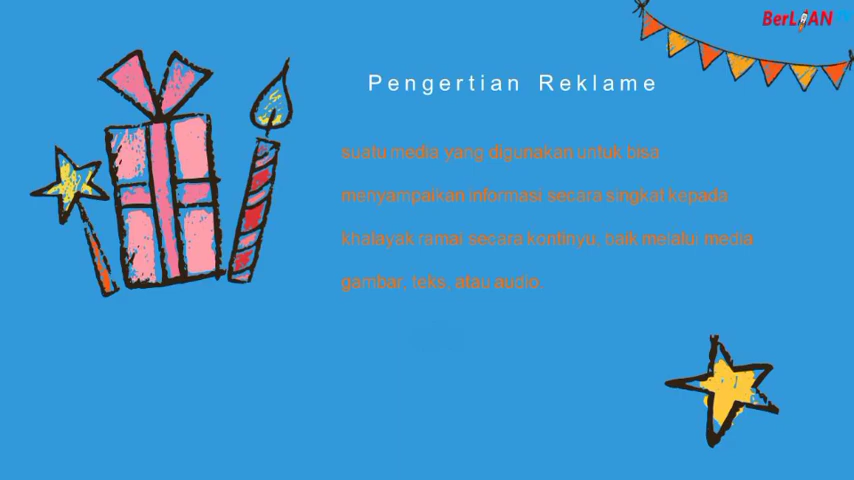 BerLIAN TV
Pengertian Reklame
suatu media yang digunakan untuk bisa
menyampaikan informasi secara singkat kepada
khalayak ramai secara kontinyu, baik melalui media
gambar, teks, atau audio